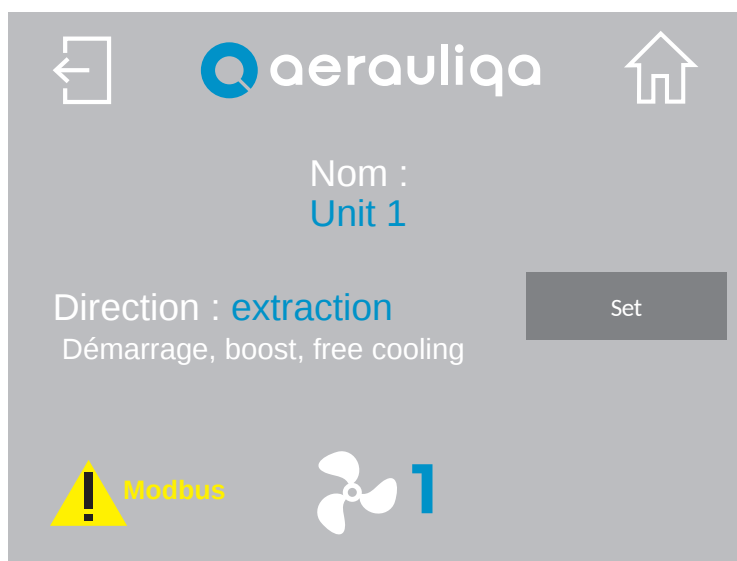 aerauliqa
Nom :
Unit 1
Direction : extraction
Set
Démarrage, boost, free cooling
Modbus
1